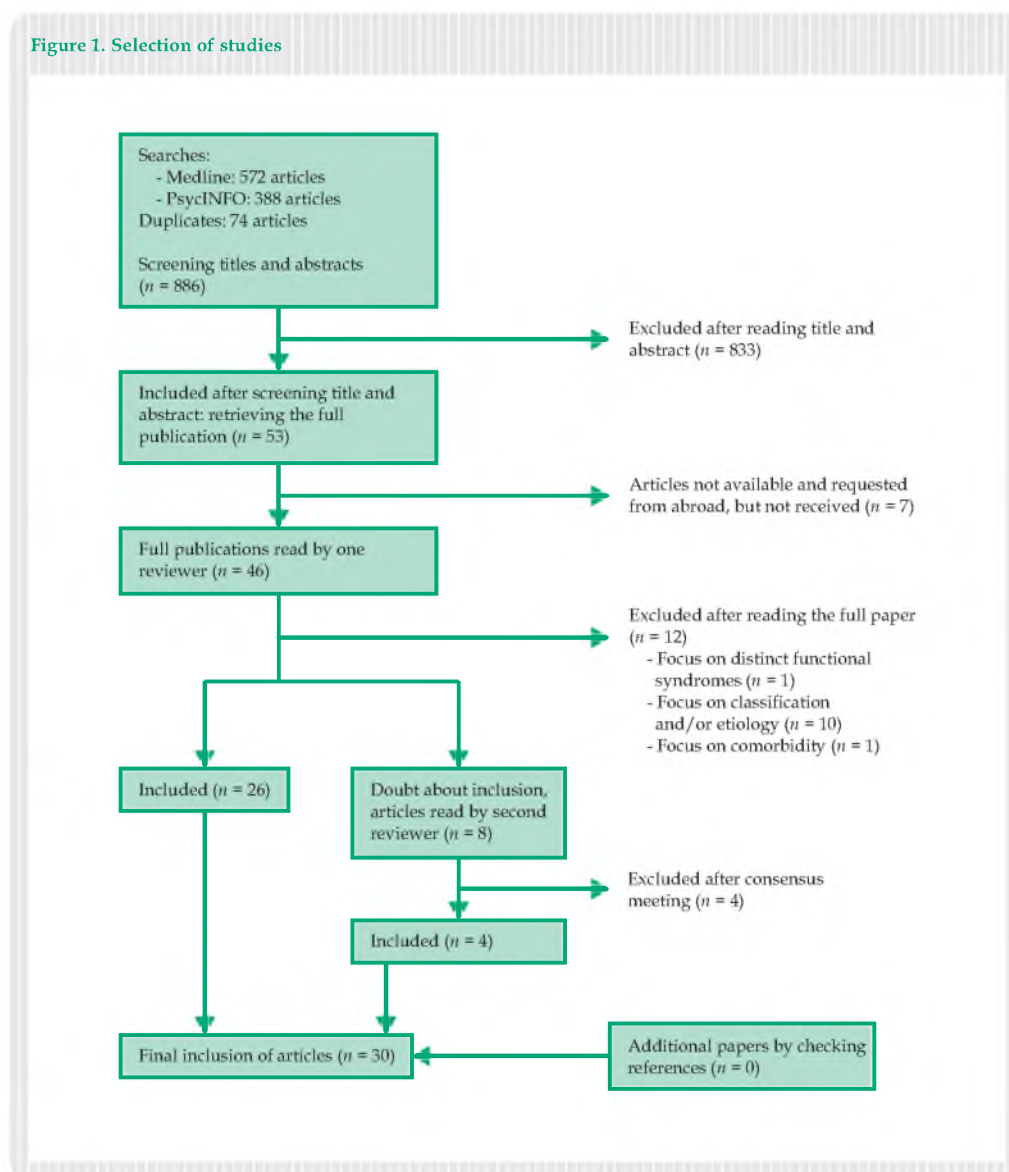 Figure 1. Selection of studies
Searches:
- Medline: 572 articles
- PsycINFO: 388 articles
Duplicates: 74 articles
Screening titles and abstracts
(n = 886)
Excluded after reading title and
abstract (n = 833)
Included after screening title and
abstract: retrieving the full
publication (n = 53)
Articles not available and requested
from abroad, but not received (n = 7)
Full publications read by one
reviewer (n = 46)
Excluded after reading the full paper
(n = 12)
- Focus on distinct functional
syndromes (n = 1)
- Focus on classification
and/or etiology (n = 10)
- Focus on comorbidity (n = 1)
Included (n = 26)
Doubt about inclusion,
articles read by second
reviewer (n = 8)
Excluded after consensus
meeting (n = 4)
Included (n = 4)
Final inclusion of articles (n = 30)
Additional papers by checking
references (n = 0)